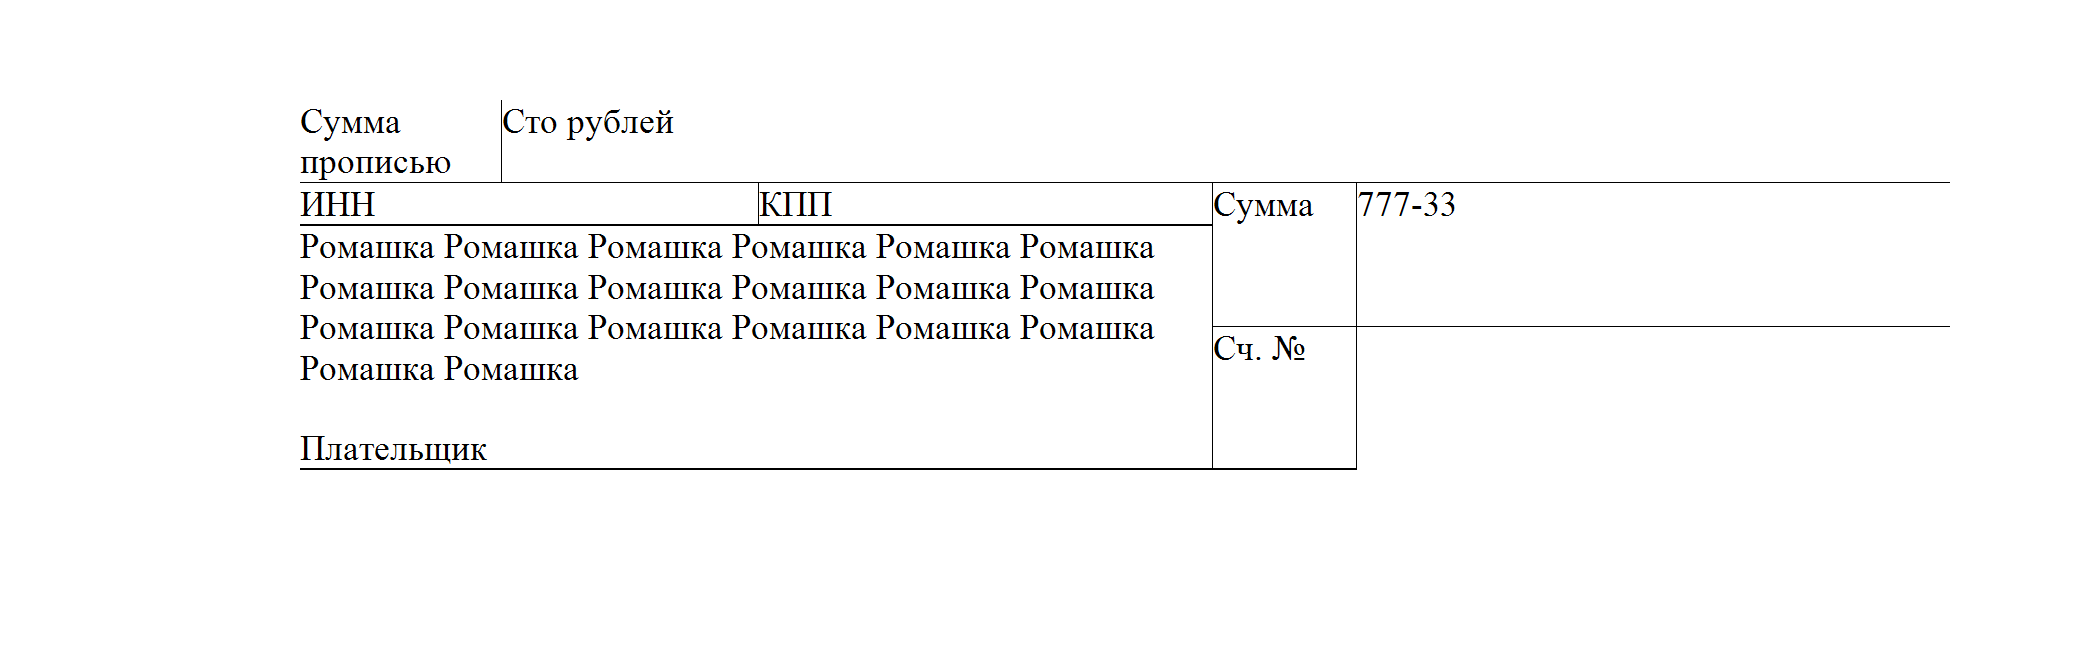 Сумма
прописью
Сто рублей
ИНН
КПП
Сумма
777-33
Ромашка Ромашка Ромашка Ромашка Ромашка Ромашка
Ромашка Ромашка Ромашка Ромашка Ромашка Ромашка
Ромашка Ромашка Ромашка Ромашка Ромашка Ромашка
Ромашка Ромашка
Сч. №
Плательщик